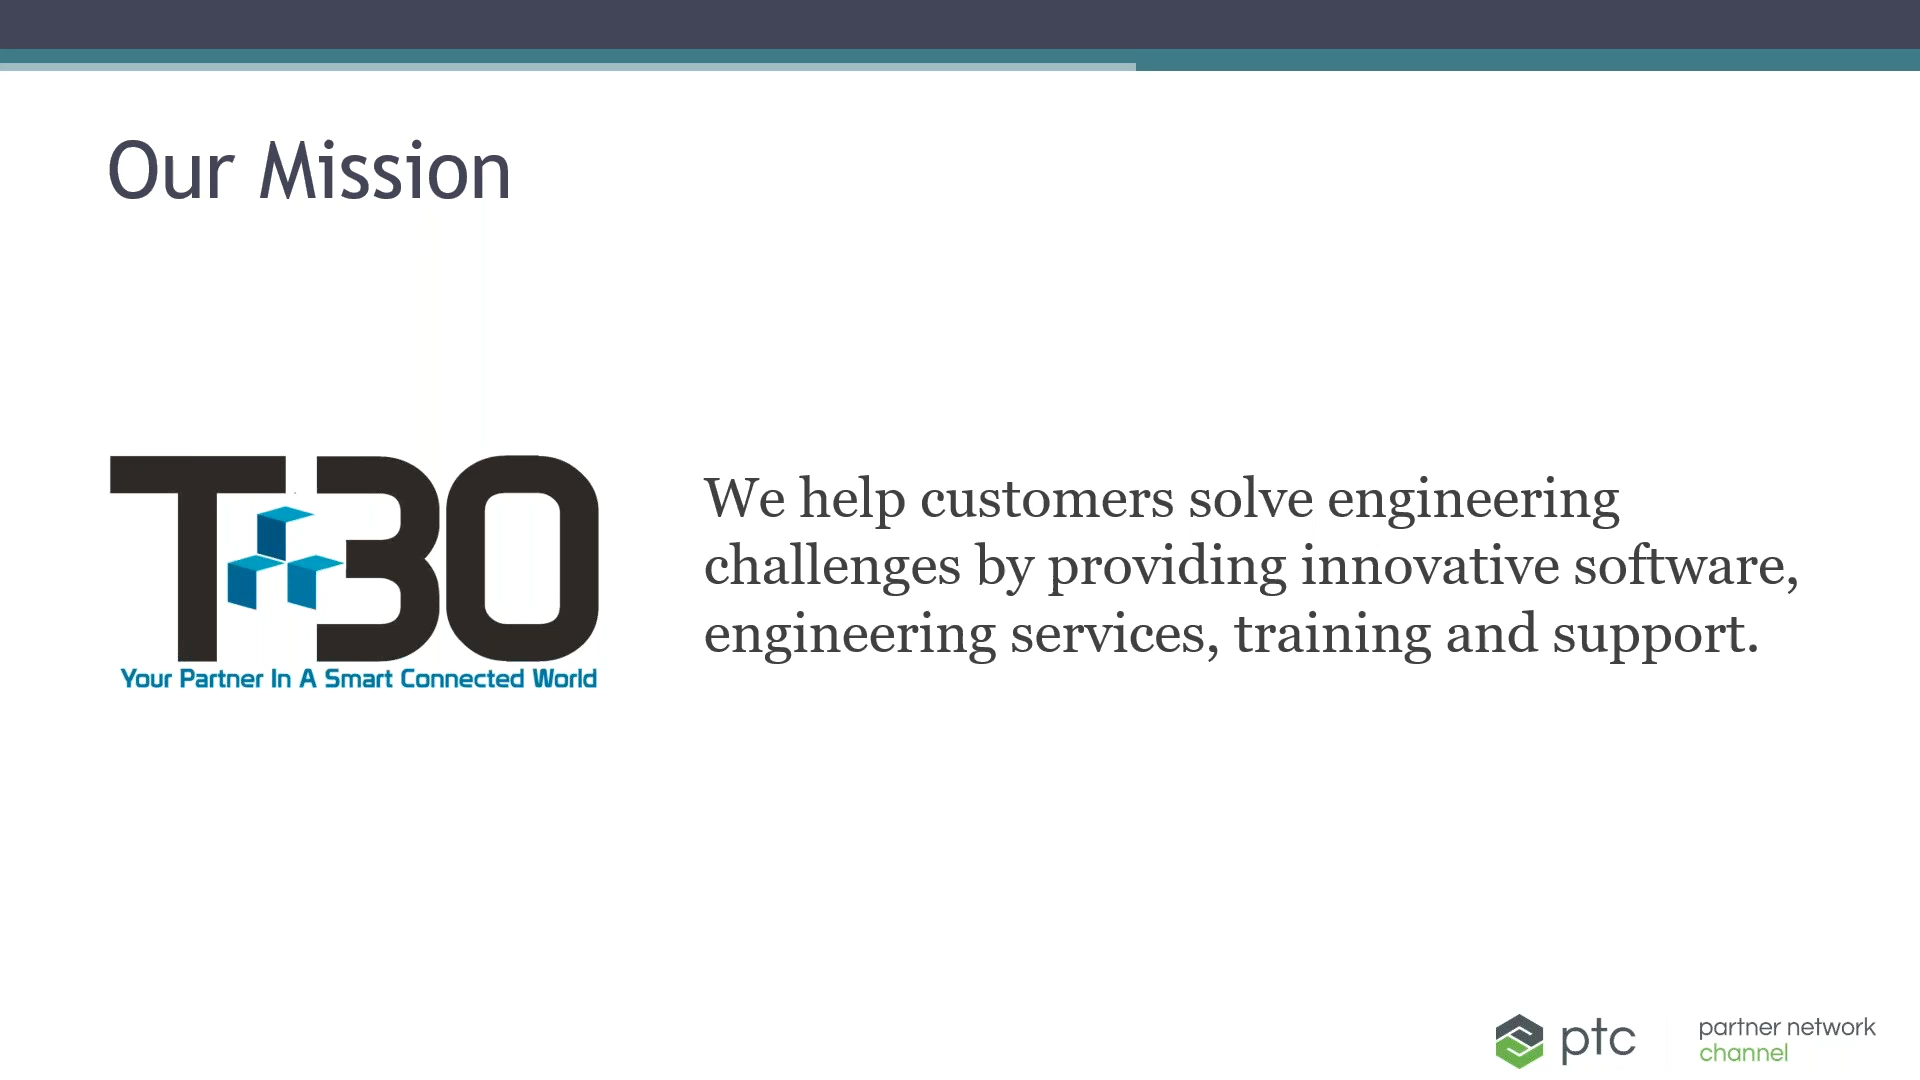 Our Mission
T30
Your Partner In A Smart Connected World
We help customers solve engineering
challenges by providing innovative software,
engineering services, training and support.
ptc
partner network
channel